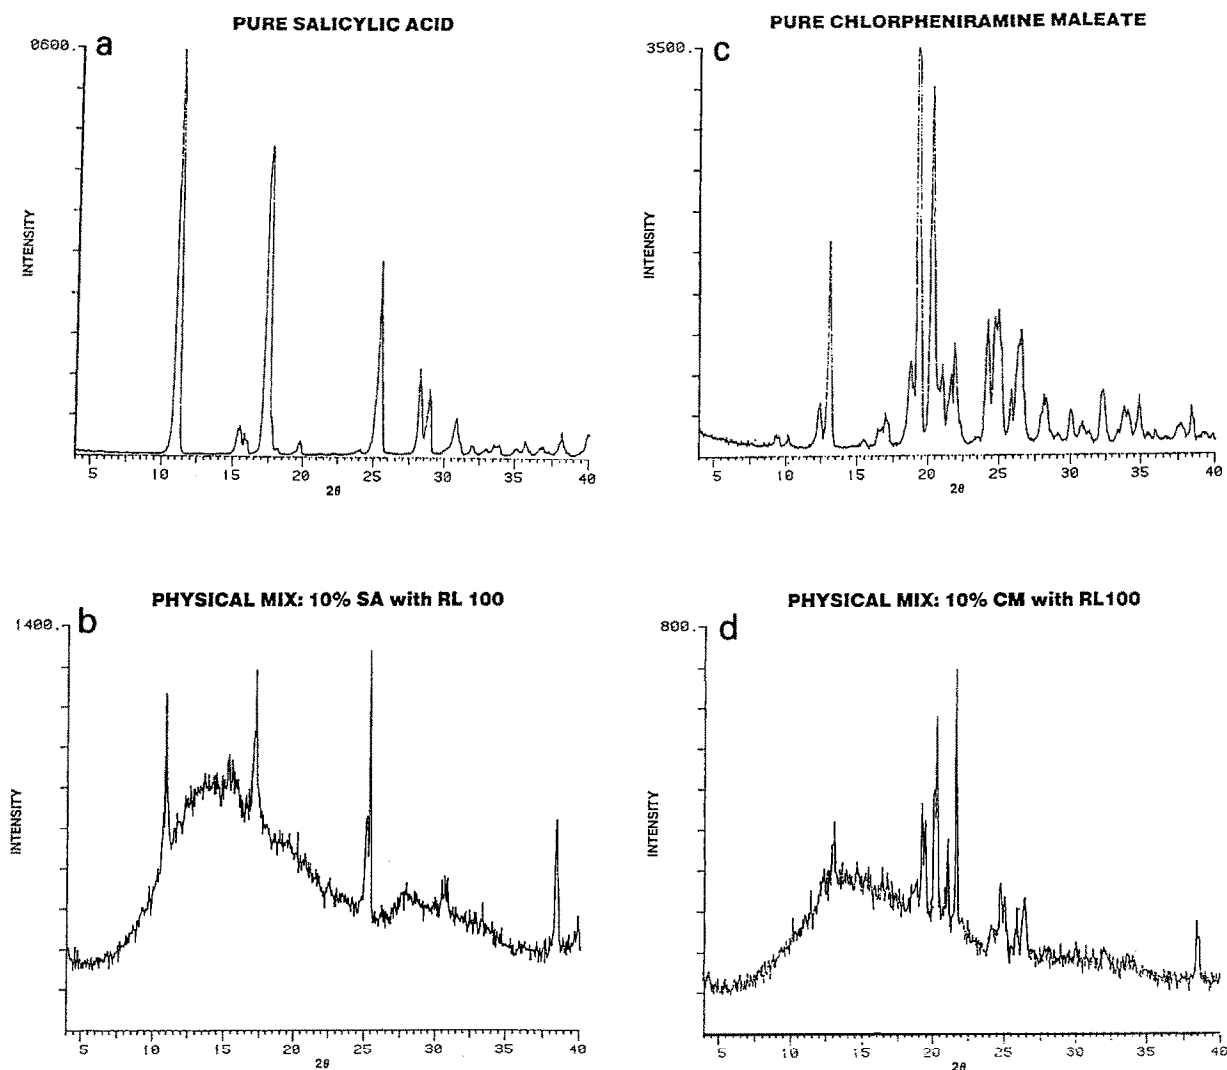 PURE SALICYLIC ACID
0600.
a
INTENSITY
5 10 15 20 25 30 35 40
2θ
PURE CHLORPHENIRAMINE MALEATE
3500.
c
INTENSITY
5 10 15 20 25 30 35 40
2θ
PHYSICAL MIX: 10% SA with RL 100
b
1400.
INTENSITY
5 10 15 20 25 30 35 40
2θ
PHYSICAL MIX: 10% CM with RL100
800.
d
INTENSITY
5 10 15 20 25 30 35 40
2θ